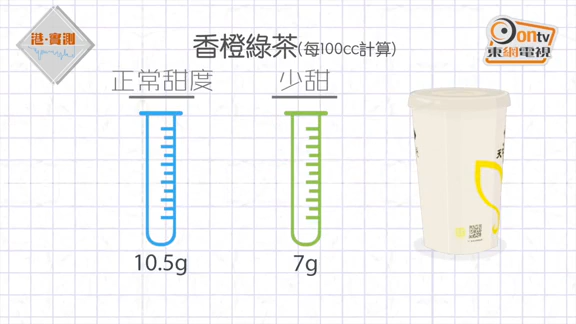 港·實測
ontv
東網電視
香橙綠茶(每100cc計算)
正常甜度
少甜
10.5g
7g